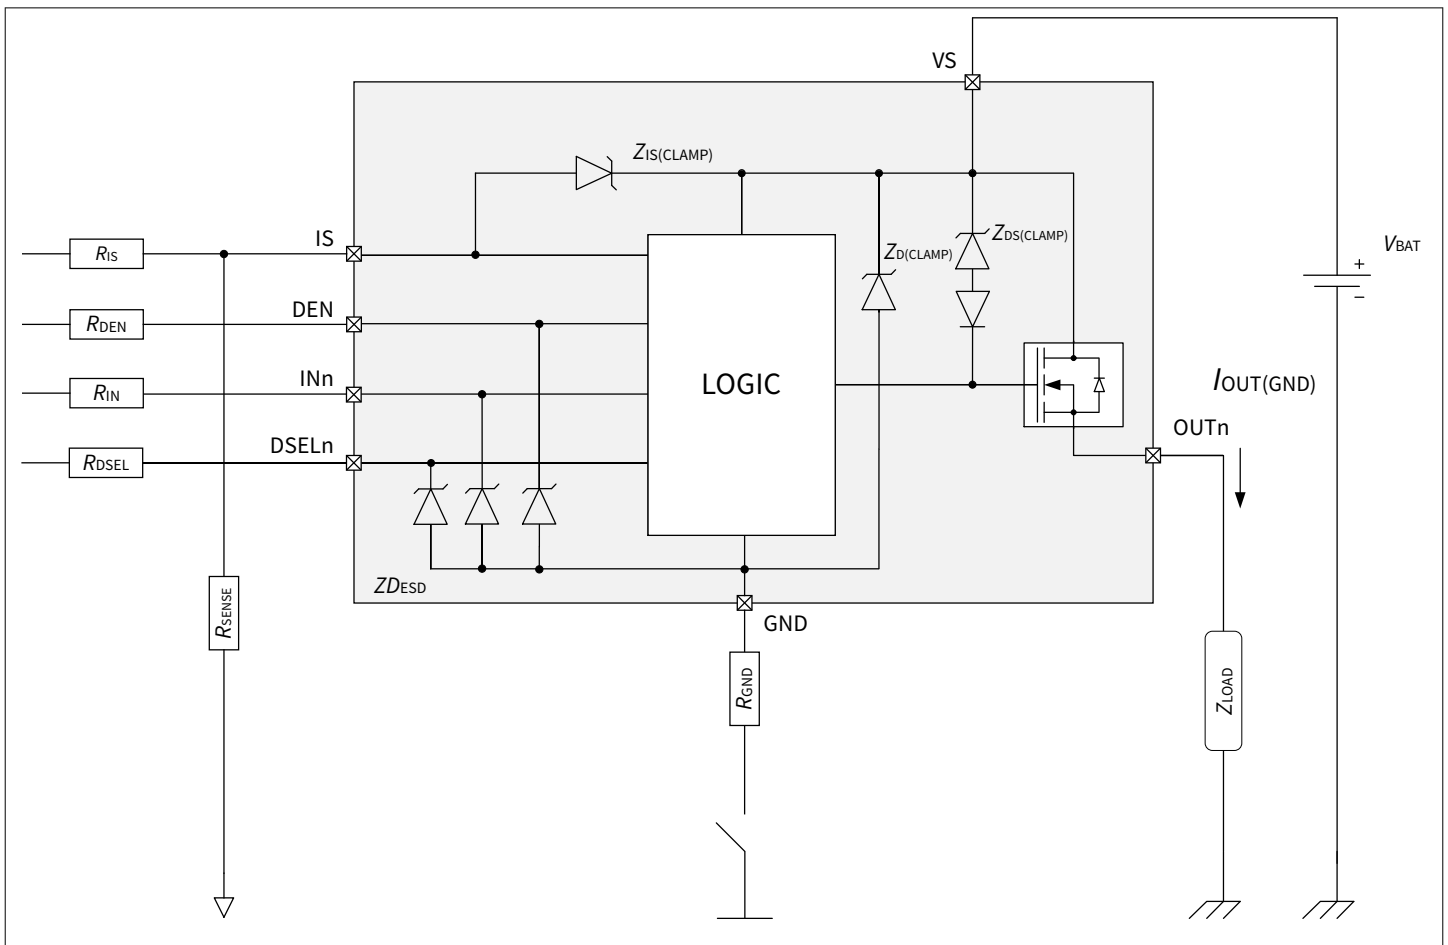 VS
ZIS(CLAMP)
IS
RIS
ZD(CLAMP)
ZDS(CLAMP)
VBAT
+
−
DEN
RDEN
INn
RIN
LOGIC
IOUT(GND)
DSELn
RDSEL
OUTn
ZDESD
RSENSE
GND
RGND
ZLOAD